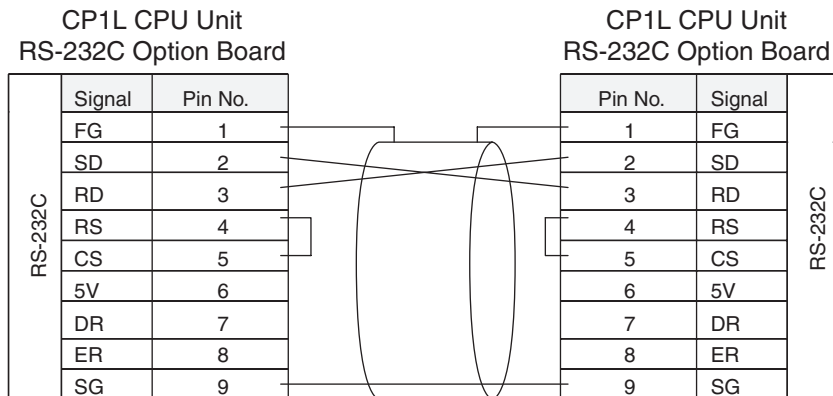 CP1L CPU Unit
RS-232C Option Board
CP1L CPU Unit
RS-232C Option Board
RS-232C
Signal Pin No.
FG 1
SD 2
RD 3
RS 4
CS 5
5V 6
DR 7
ER 8
SG 9
Pin No. Signal
1 FG
2 SD
3 RD
4 RS
5 CS
6 5V
7 DR
8 ER
9 SG
RS-232C